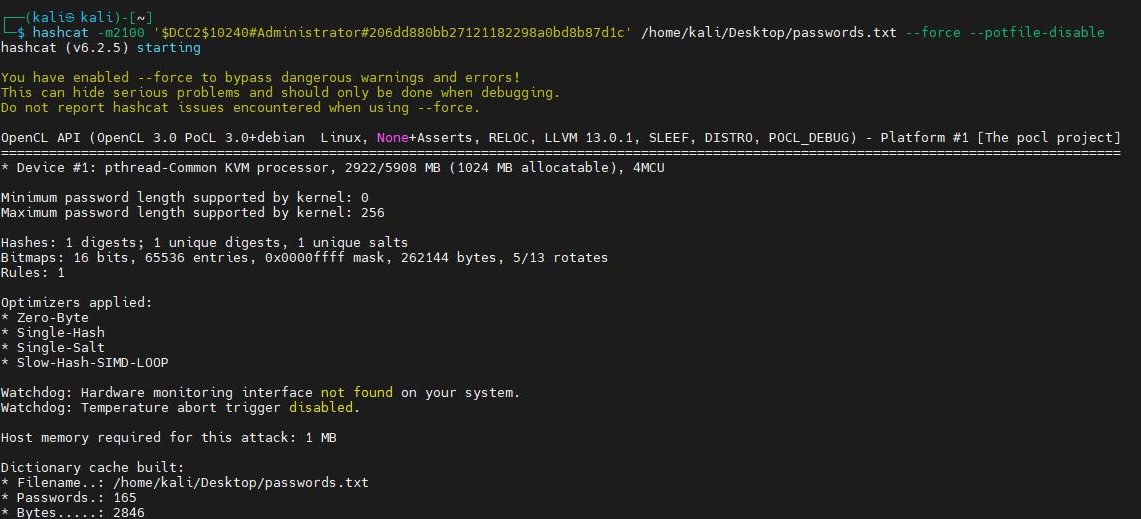 ┌──(kali㉿kali)-[~]
└─$ hashcat -m2100 '$DCC2$10240#Administrator#206dd880bb27121182298a0bd8b87d1c' /home/kali/Desktop/passwords.txt --force --potfile-disable
hashcat (v6.2.5) starting
You have enabled --force to bypass dangerous warnings and errors!
This can hide serious problems and should only be done when debugging.
Do not report hashcat issues encountered when using --force.
OpenCL API (OpenCL 3.0 PoCL 3.0+debian  Linux, None+Asserts, RELOC, LLVM 13.0.1, SLEEF, DISTRO, POCL_DEBUG) - Platform #1 [The pocl project]
============================================================================================================================================
* Device #1: pthread-Common KVM processor, 2922/5908 MB (1024 MB allocatable), 4MCU
Minimum password length supported by kernel: 0
Maximum password length supported by kernel: 256
Hashes: 1 digests; 1 unique digests, 1 unique salts
Bitmaps: 16 bits, 65536 entries, 0x0000ffff mask, 262144 bytes, 5/13 rotates
Rules: 1
Optimizers applied:
* Zero-Byte
* Single-Hash
* Single-Salt
* Slow-Hash-SIMD-LOOP
Watchdog: Hardware monitoring interface not found on your system.
Watchdog: Temperature abort trigger disabled.
Host memory required for this attack: 1 MB
Dictionary cache built:
* Filename..: /home/kali/Desktop/passwords.txt
* Passwords.: 165
* Bytes.....: 2846